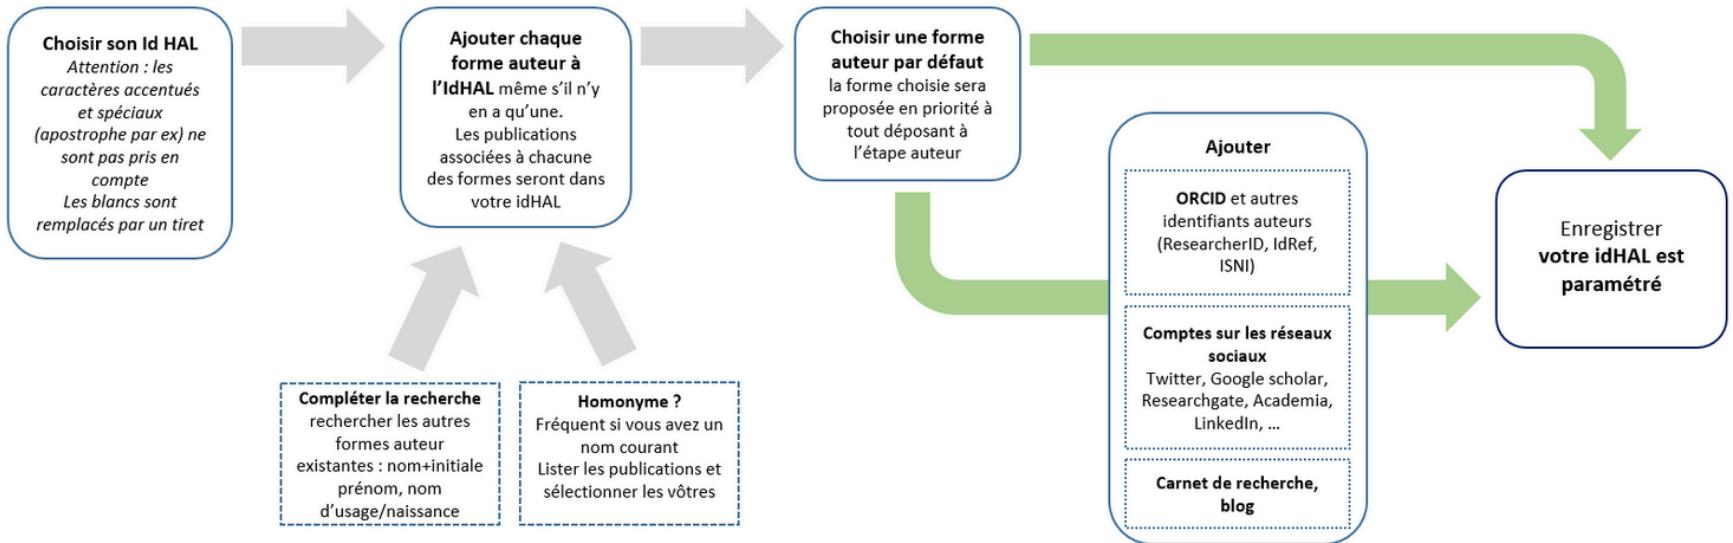 Choisir son Id HAL
Attention : les
caractères accentués
et spéciaux
(apostrophe par ex) ne
sont pas pris en
compte
Les blancs sont
remplacés par un tiret
Ajouter chaque
forme auteur à
l'IdHAL même s'il n'y
en a qu'une.
Les publications
associées à chacune
des formes seront dans
votre idHAL
Compléter la recherche
rechercher les autres
formes auteur
existantes : nom+initiale
prénom, nom
d'usage/naissance
Homonyme ?
Fréquent si vous avez un
nom courant
Lister les publications et
sélectionner les vôtres
Choisir une forme
auteur par défaut
la forme choisie sera
proposée en priorité à
tout déposant à
l'étape auteur
Ajouter
ORCID et autres
identifiants auteurs
(ResearcherID, IdRef,
ISNI)
Comptes sur les réseaux
sociaux
Twitter, Google scholar,
Researchgate, Academia,
LinkedIn, …
Carnet de recherche,
blog
Enregistrer
votre idHAL est
paramétré